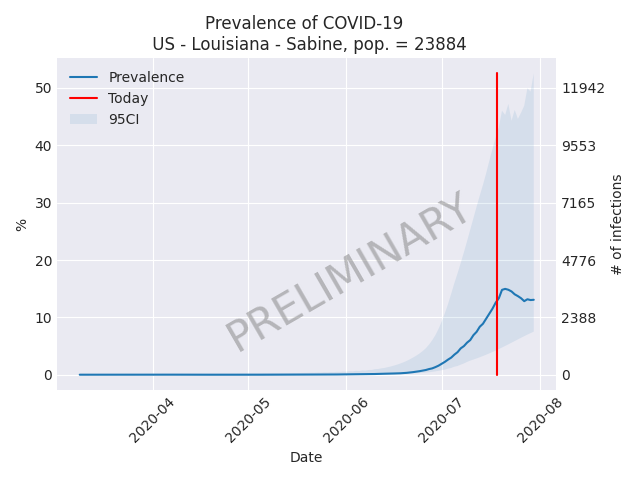 Prevalence of COVID-19
US - Louisiana - Sabine, pop. = 23884
Prevalence
Today
95CI
50
40
30
20
10
0
%
11942
9553
7165
4776
2388
0
# of infections
PRELIMINARY
2020-04
2020-05
2020-06
2020-07
2020-08
Date